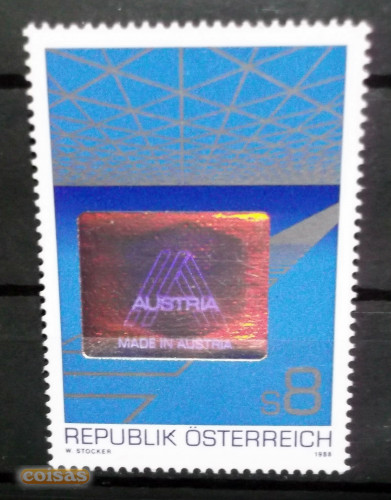 AUSTRIA
MADE IN AUSTRIA
S8
REPUBLIK ÖSTERREICH
W. STOCKER 1988
coisas